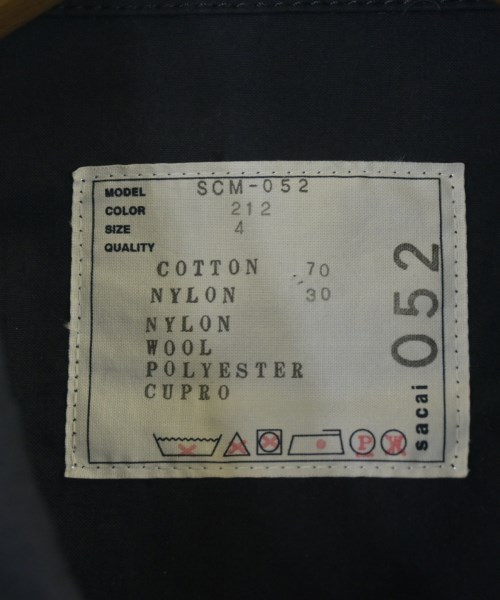 MODEL SCM-052
COLOR 212
SIZE 4
QUALITY
COTTON 70
NYLON 30
NYLON
WOOL
POLYESTER
CUPRO
P W
sacai 052